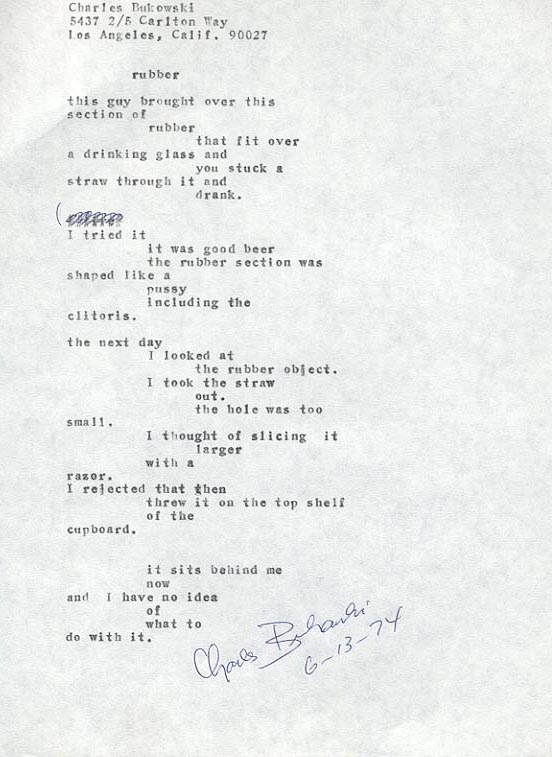 Charles Bukowski
5437 2/5 Carlton Way
Los Angeles, Calif. 90027
rubber
this guy brought over this
section of
rubber
that fit over
a drinking glass and
you stuck a
straw through it and
drank.
I tried it
it was good beer
the rubber section was
shaped like a
pussy
including the
clitoris.
the next day
I looked at
the rubber object.
I took the straw
out.
the hole was too
small.
I thought of slicing it
larger
with a
razor.
I rejected that then
threw it on the top shelf
of the
cupboard.
it sits behind me
now
and I have no idea
of
what to
do with it.
Charles Bukowski
6-13-74